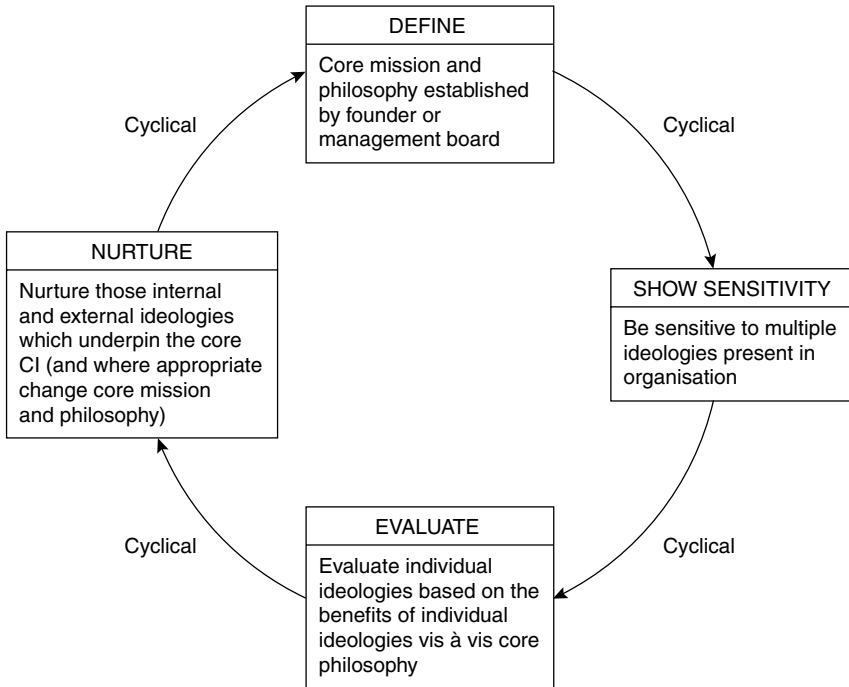 DEFINE
Core mission and
philosophy established
by founder or
management board
Cyclical
Cyclical
NURTURE
Nurture those internal
and external ideologies
which underpin the core
CI (and where appropriate
change core mission
and philosophy)
SHOW SENSITIVITY
Be sensitive to multiple
ideologies present in
organisation
Cyclical
Cyclical
EVALUATE
Evaluate individual
ideologies based on the
benefits of individual
ideologies vis à vis core
philosophy